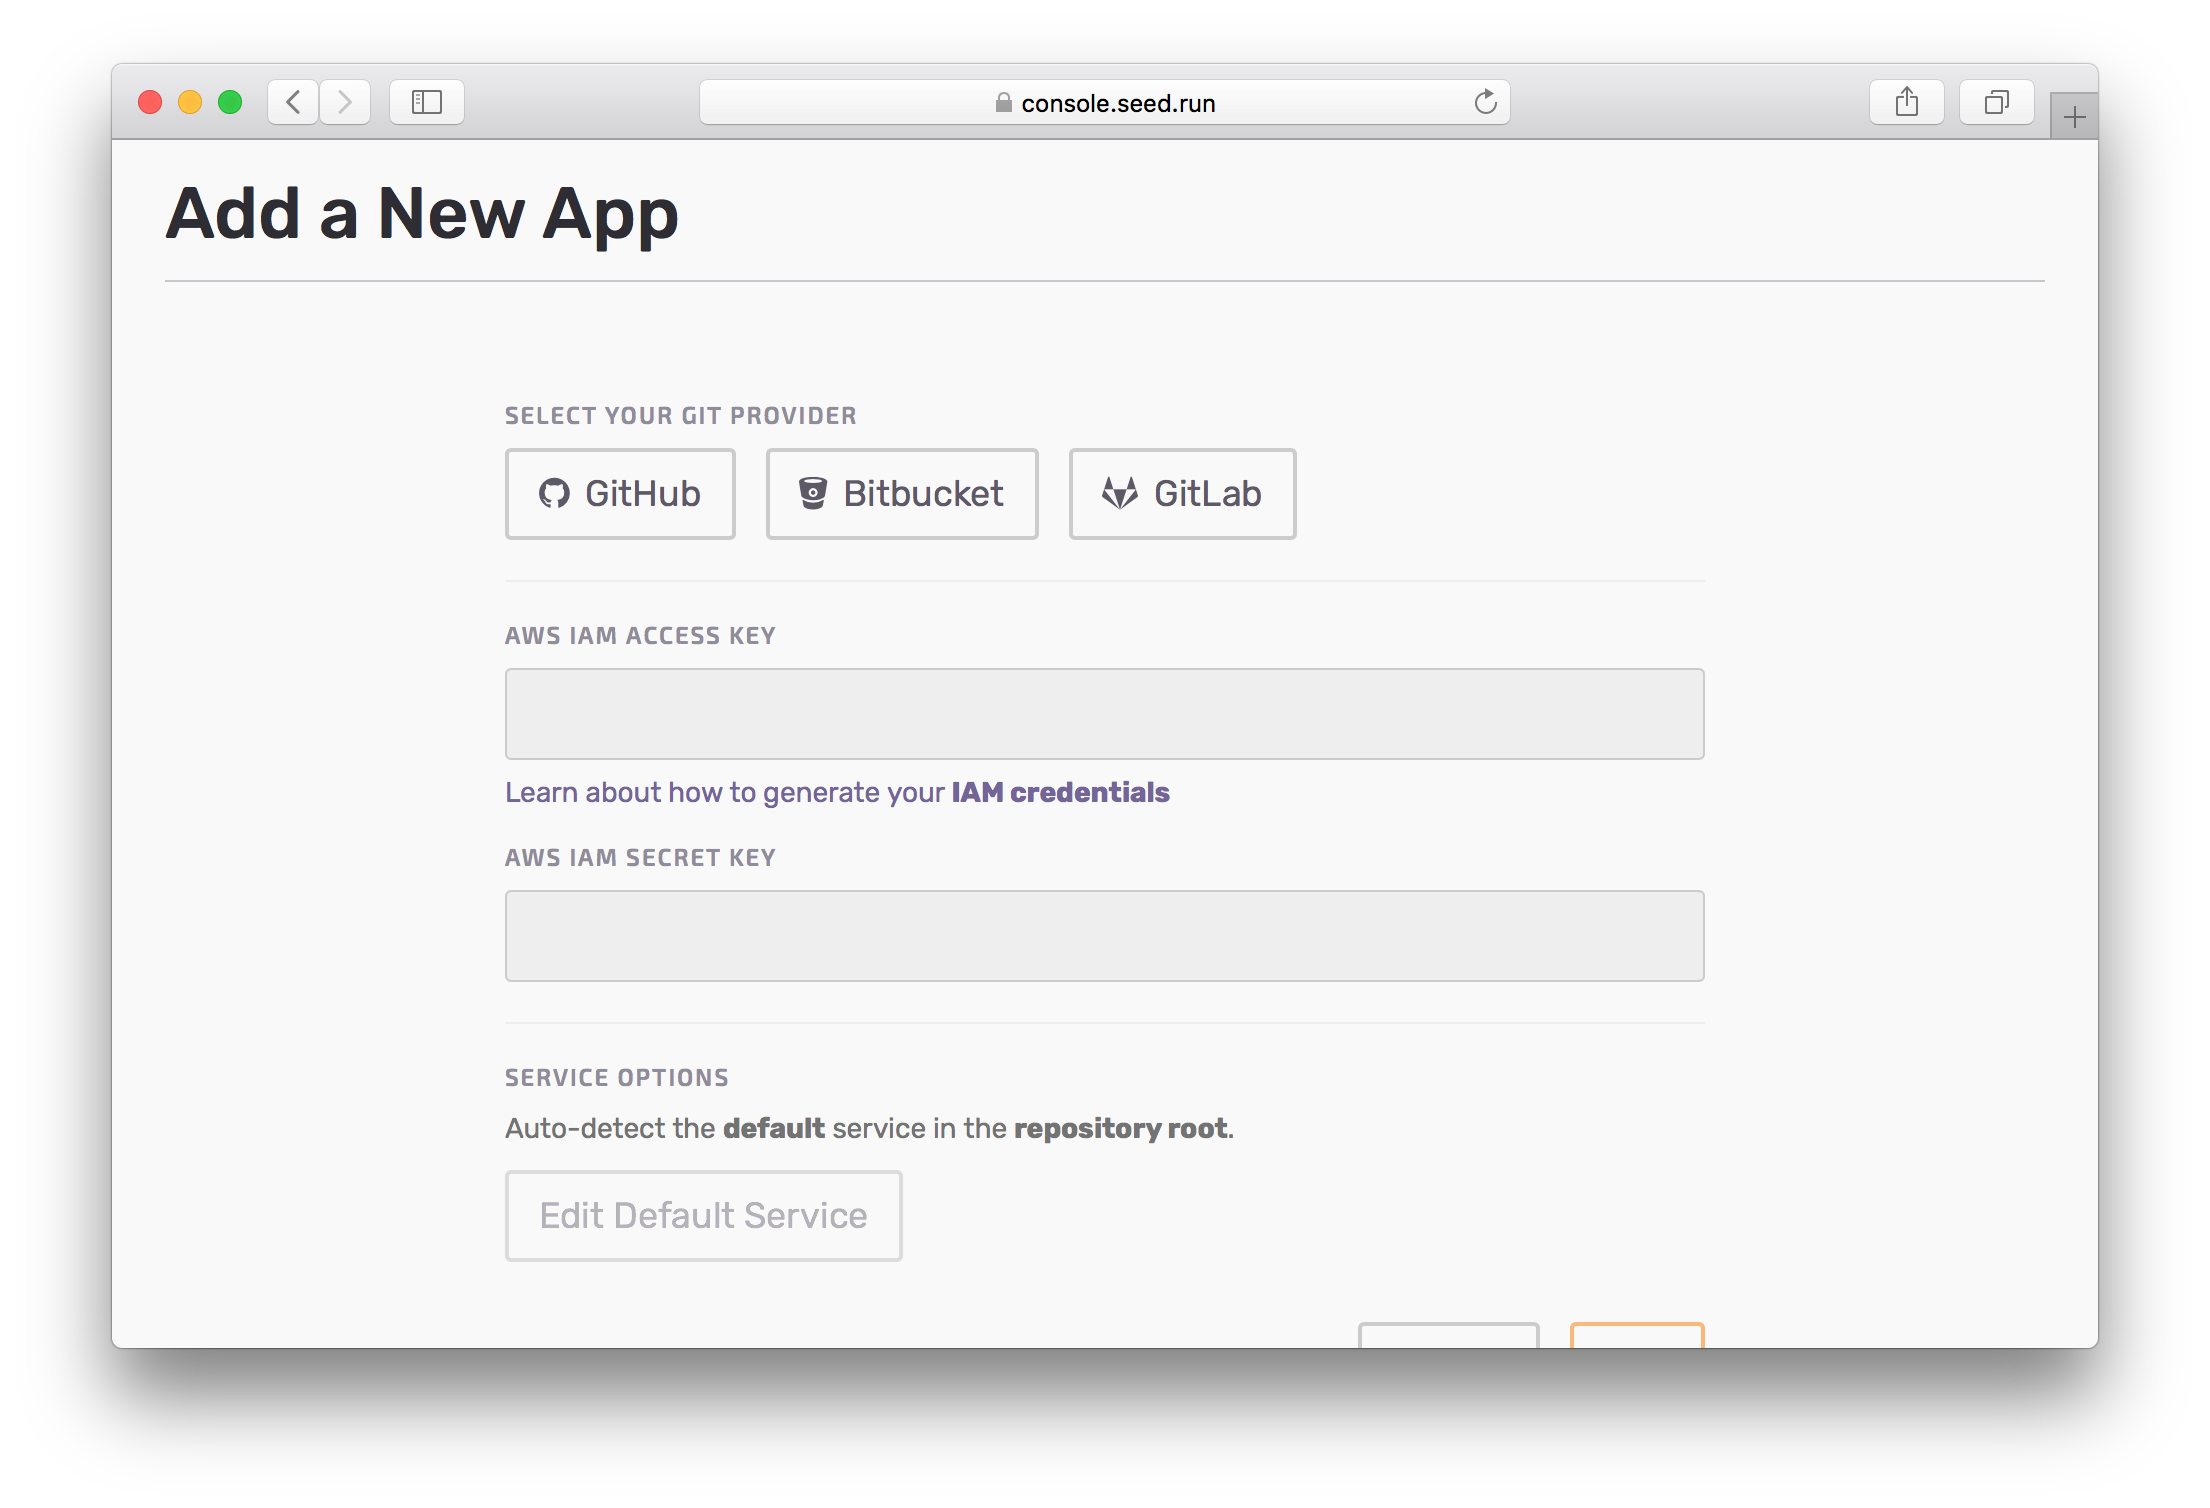 console.seed.run
Add a New App
SELECT YOUR GIT PROVIDER
GitHub
Bitbucket
GitLab
AWS IAM ACCESS KEY
Learn about how to generate your IAM credentials
AWS IAM SECRET KEY
SERVICE OPTIONS
Auto-detect the default service in the repository root.
Edit Default Service